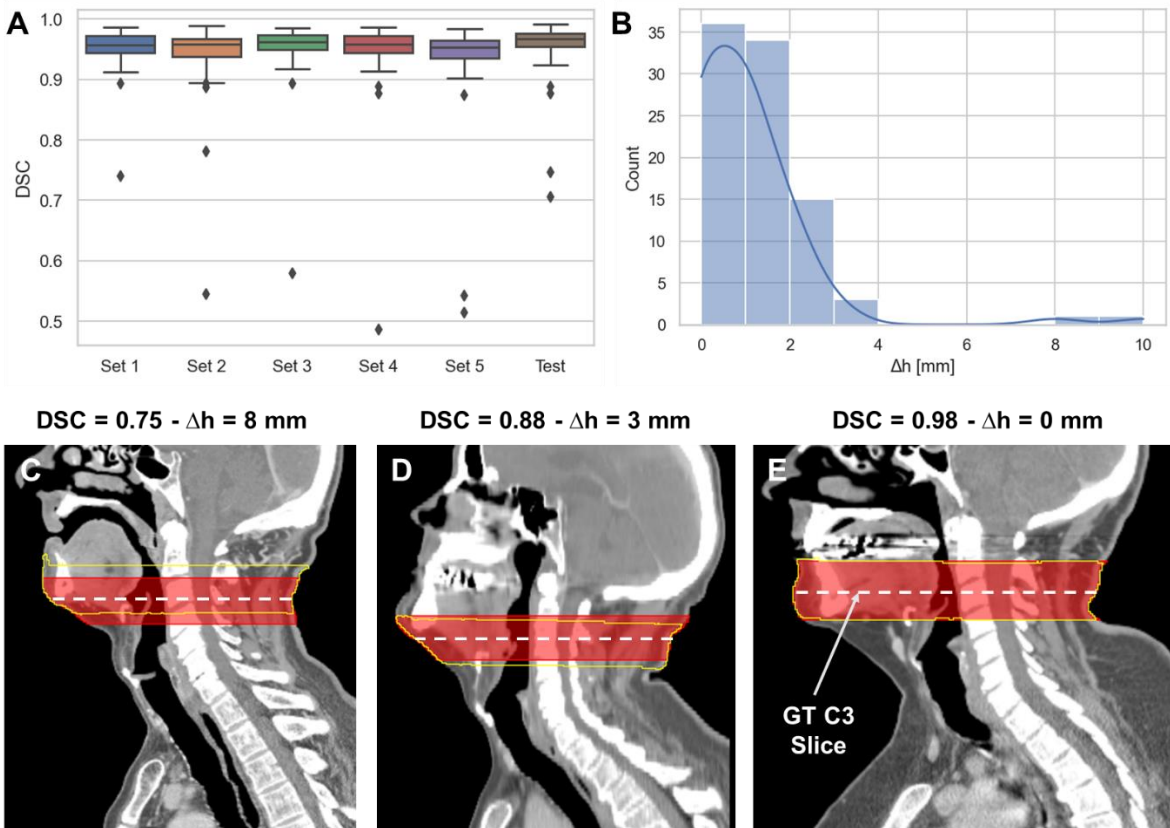 A
DSC
1.0
0.9
0.8
0.7
0.6
0.5
Set 1 Set 2 Set 3 Set 4 Set 5 Test
B
Count
35
30
25
20
15
10
5
0
0 2 4 6 8 10
Δh [mm]
DSC = 0.75 - Δh = 8 mm
DSC = 0.88 - Δh = 3 mm
DSC = 0.98 - Δh = 0 mm
C
D
E
GT C3
Slice